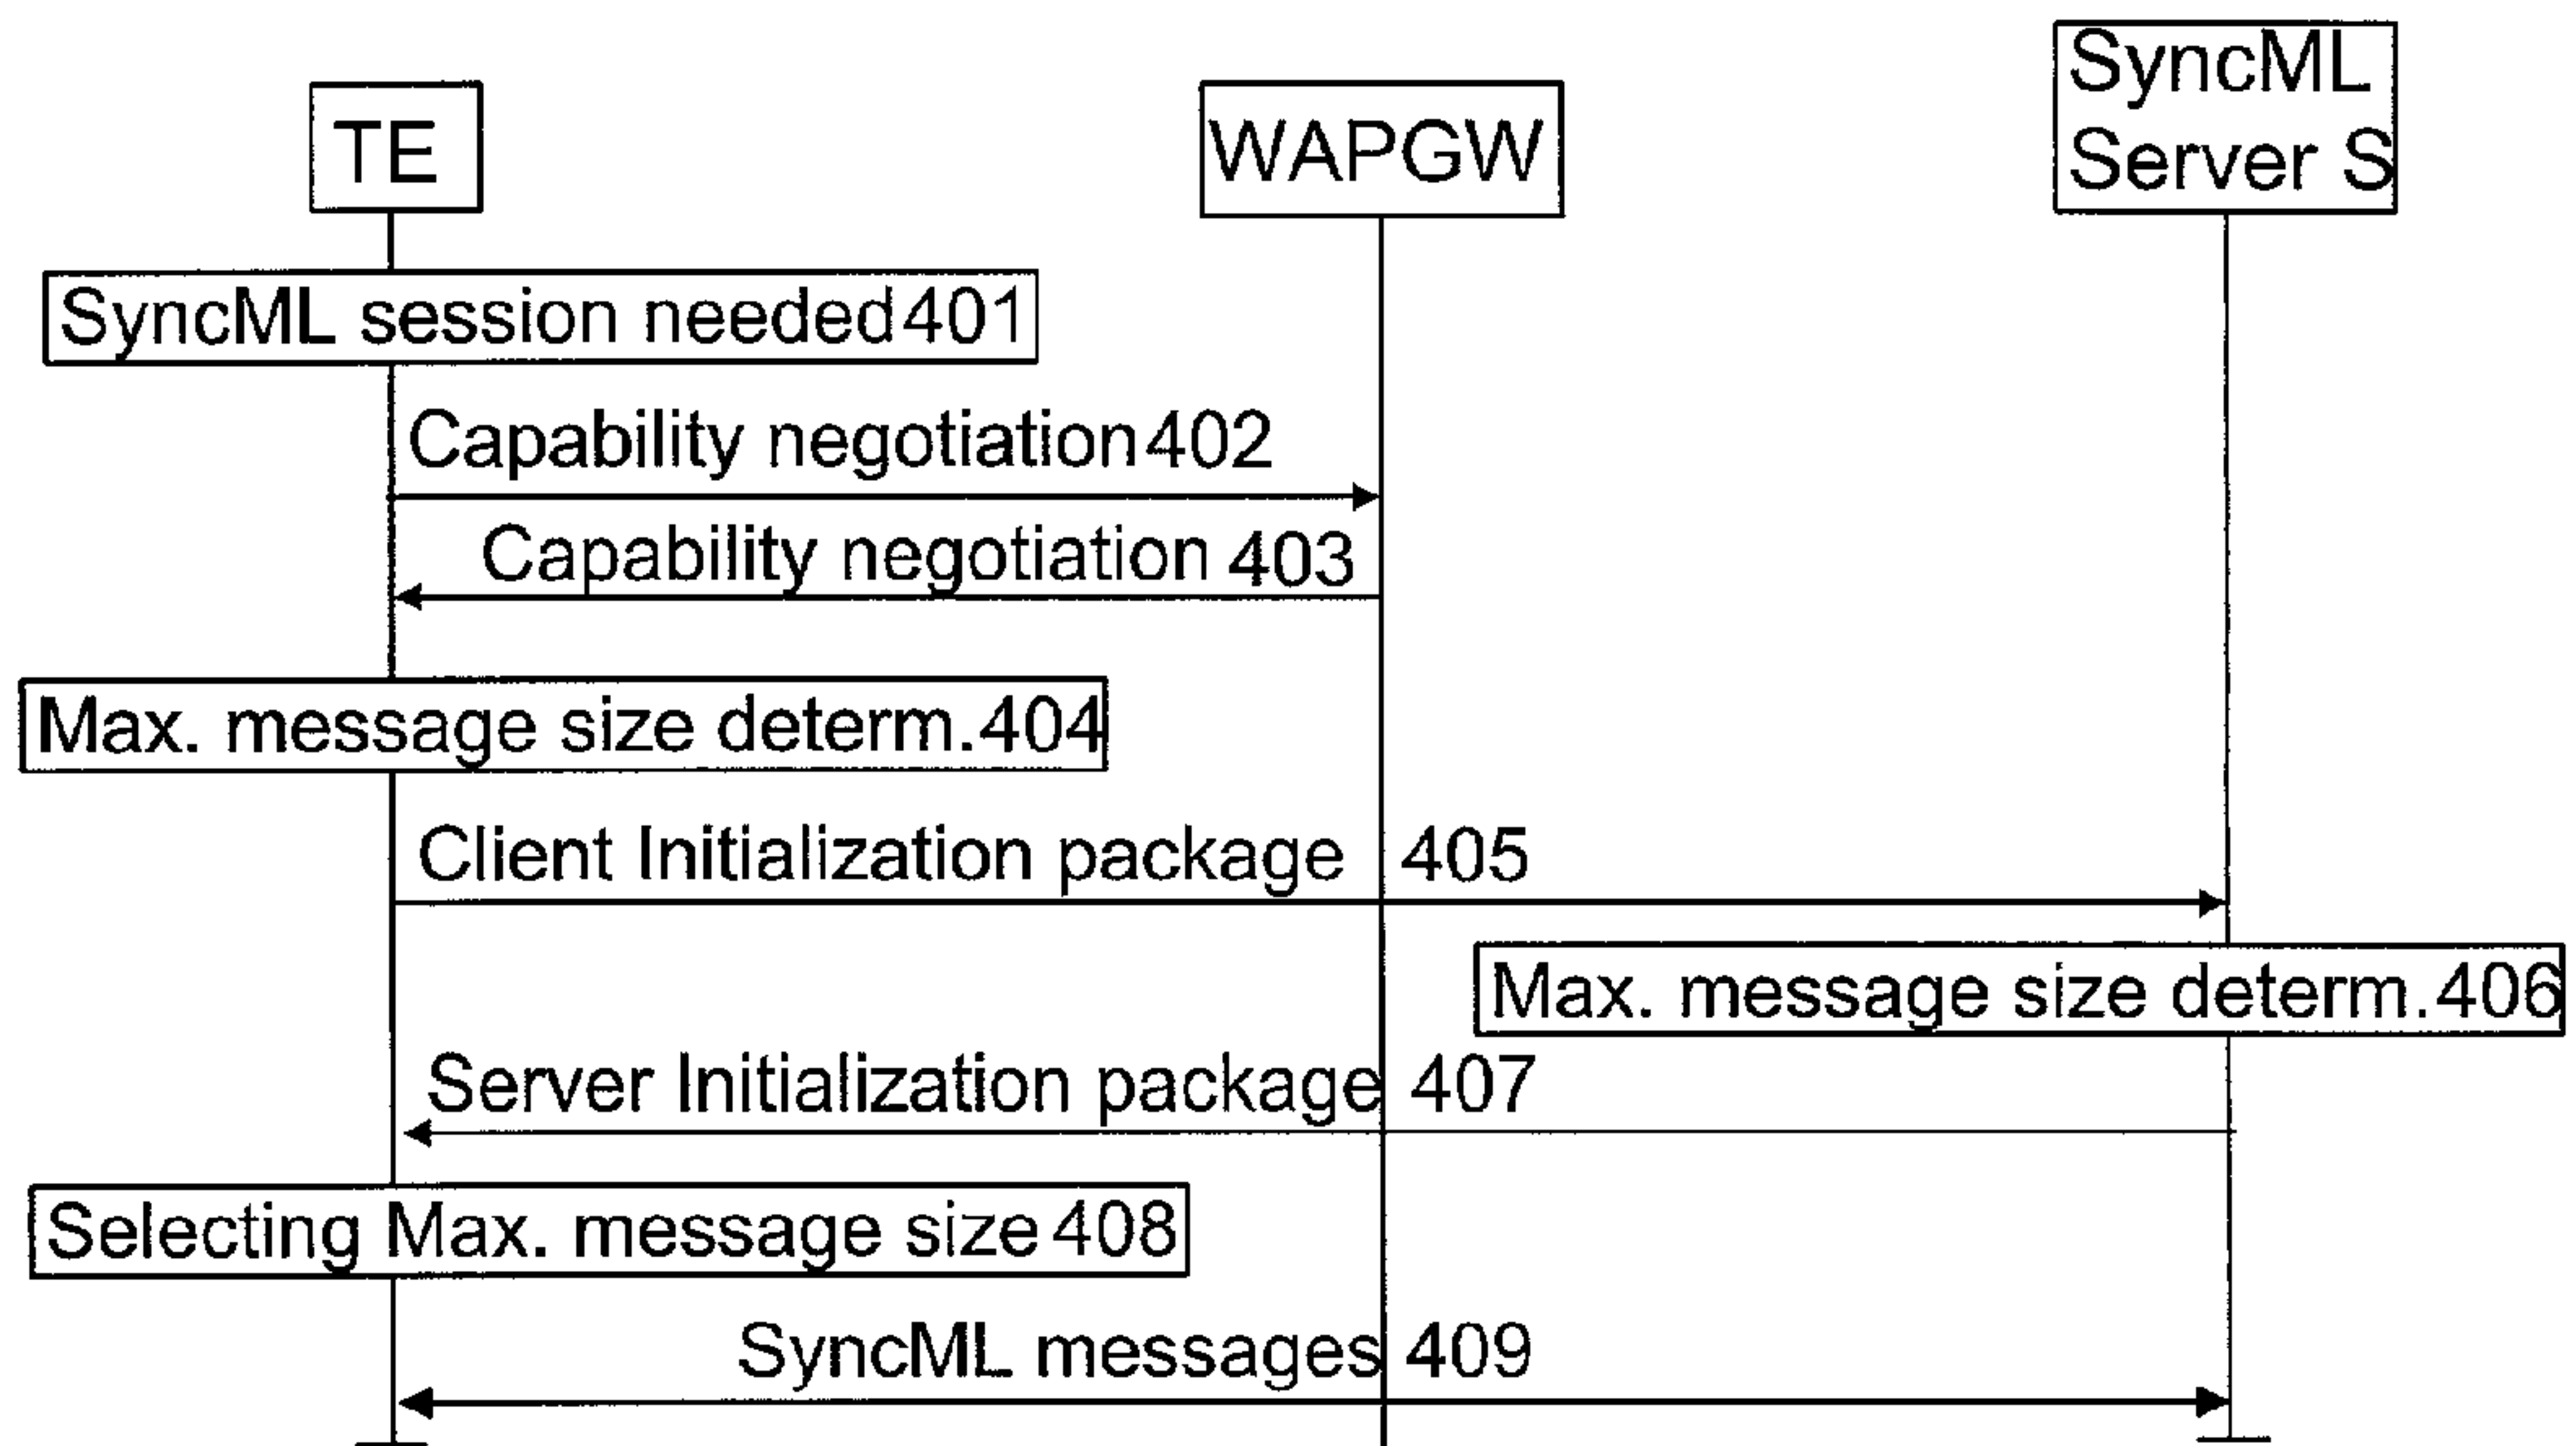 TE
WAPGW
SyncML
Server S
SyncML session needed 401
Capability negotiation 402
Capability negotiation 403
Max. message size determ. 404
Client Initialization package 405
Max. message size determ. 406
Server Initialization package 407
Selecting Max. message size 408
SyncML messages 409